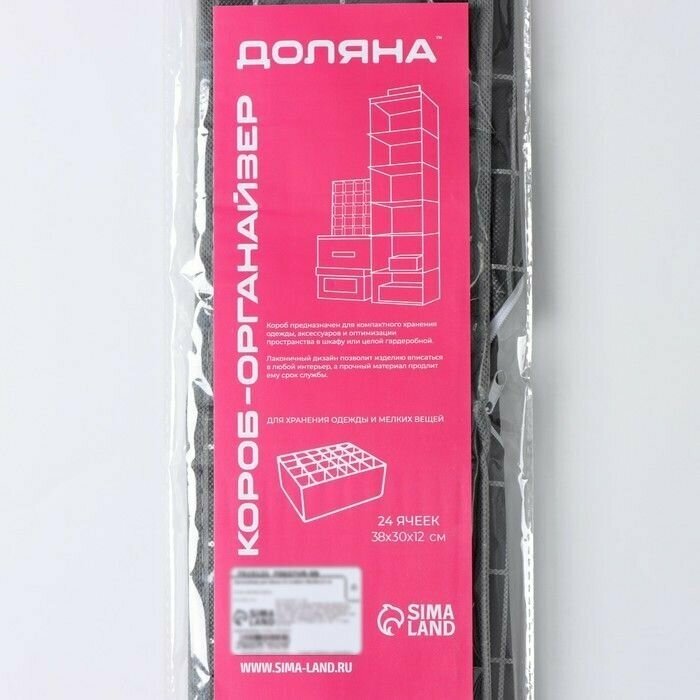 ДОЛЯНА™
КОРОБ-ОРГАНАЙЗЕР
Короб предназначен для компактного хранения
одежды, аксессуаров и оптимизации
пространства в шкафу или целой гардеробной.
Лаконичный дизайн позволит изделию вписаться
в любой интерьер, а прочный материал продлит
ему срок службы.
ДЛЯ ХРАНЕНИЯ ОДЕЖДЫ И МЕЛКИХ ВЕЩЕЙ
24 ЯЧЕЕК
38x30x12 см
SIMA
LAND
WWW.SIMA-LAND.RU